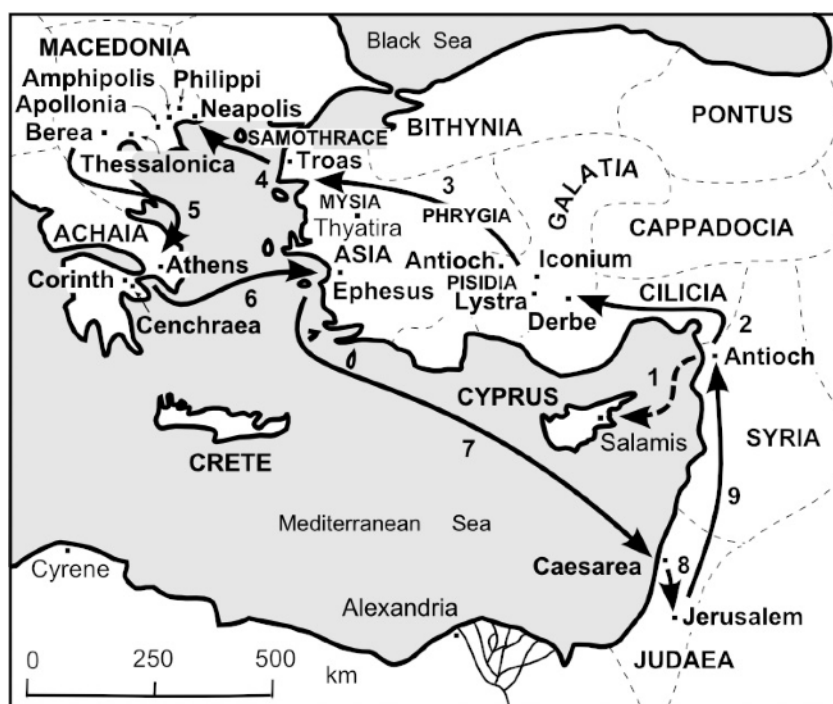 Black Sea
MACEDONIA
Amphipolis
Philippi
Apollonia
Neapolis
Berea
SAMOTHRACE
Thessalonica
Troas
BITHYNIA
PONTUS
GALATIA
4
3
MYSIA
PHRYGIA
Thyatira
CAPPADOCIA
5
ACHAIA
Athens
ASIA
Antioch
Iconium
Corinth
6
Ephesus
PISIDIA
Lystra
CILICIA
Cenchraea
Derbe
2
Antioch
1
CYPRUS
Salamis
SYRIA
7
CRETE
9
Mediterranean Sea
Caesarea
8
Cyrene
Alexandria
Jerusalem
JUDAEA
0 250 500
km